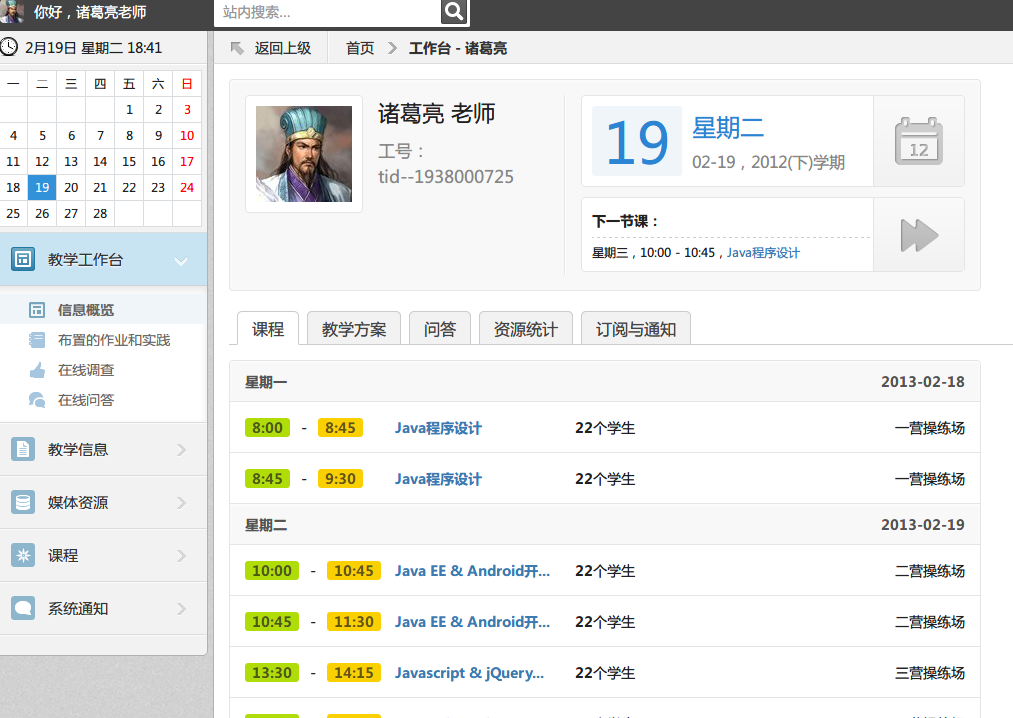 你好，诸葛亮老师
站内搜索...
2月19日 星期二 18:41
返回上级 首页 工作台 - 诸葛亮
一 二 三 四 五 六 日
1 2 3
4 5 6 7 8 9 10
11 12 13 14 15 16 17
18 19 20 21 22 23 24
25 26 27 28
教学工作台
信息概览
布置的作业和实践
在线调查
在线问答
教学信息
媒体资源
课程
系统通知
诸葛亮 老师
工号：
tid--1938000725
19 星期二
02-19，2012(下)学期
12
下一节课：
星期三，10:00 - 10:45，Java程序设计
课程 教学方案 问答 资源统计 订阅与通知
星期一 2013-02-18
8:00 - 8:45 Java程序设计 22个学生 一营操练场
8:45 - 9:30 Java程序设计 22个学生 一营操练场
星期二 2013-02-19
10:00 - 10:45 Java EE & Android开... 22个学生 二营操练场
10:45 - 11:30 Java EE & Android开... 22个学生 二营操练场
13:30 - 14:15 Javascript & jQuery... 22个学生 三营操练场